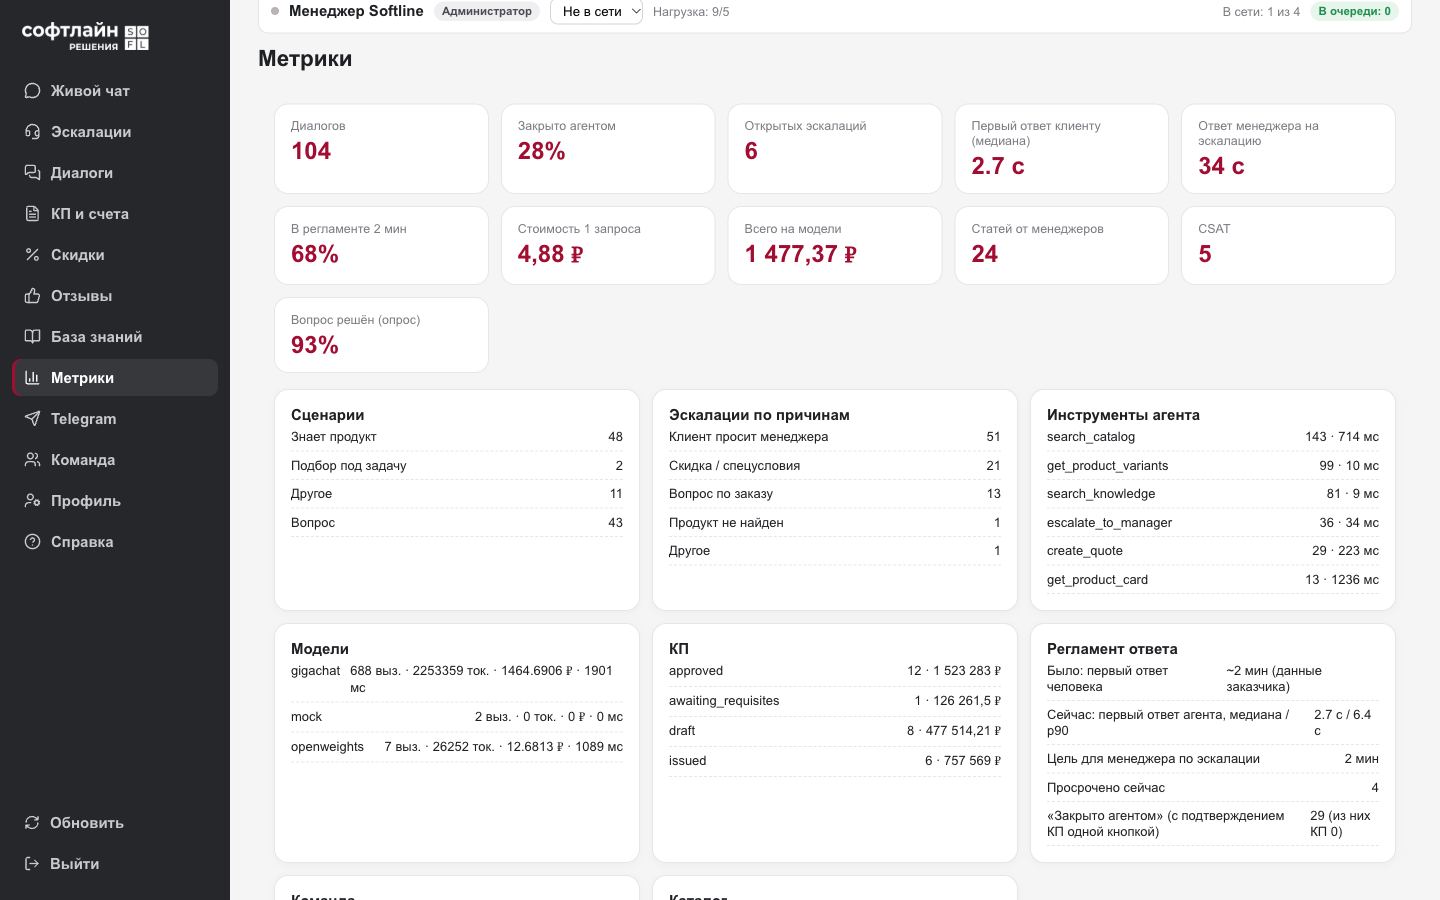 софтлайн
РЕШЕНИЯ
SO
FL
Живой чат
Эскалации
Диалоги
КП и счета
Скидки
Отзывы
База знаний
Метрики
Telegram
Команда
Профиль
Справка
Обновить
Выйти
Менеджер Softline Администратор Не в сети Нагрузка: 9/5 В сети: 1 из 4 В очереди: 0
Метрики
Диалогов
104
Закрыто агентом
28%
Открытых эскалаций
6
Первый ответ клиенту
(медиана)
2.7 с
Ответ менеджера на
эскалацию
34 с
В регламенте 2 мин
68%
Стоимость 1 запроса
4,88 ₽
Всего на модели
1 477,37 ₽
Статей от менеджеров
24
CSAT
5
Вопрос решён (опрос)
93%
Сценарии
Знает продукт 48
Подбор под задачу 2
Другое 11
Вопрос 43
Эскалации по причинам
Клиент просит менеджера 51
Скидка / спецусловия 21
Вопрос по заказу 13
Продукт не найден 1
Другое 1
Инструменты агента
search_catalog 143 · 714 мс
get_product_variants 99 · 10 мс
search_knowledge 81 · 9 мс
escalate_to_manager 36 · 34 мс
create_quote 29 · 223 мс
get_product_card 13 · 1236 мс
Модели
gigachat 688 выз. · 2253359 ток. · 1464.6906 ₽ · 1901
мс
mock 2 выз. · 0 ток. · 0 ₽ · 0 мс
openweights 7 выз. · 26252 ток. · 12.6813 ₽ · 1089 мс
КП
approved 12 · 1 523 283 ₽
awaiting_requisites 1 · 126 261,5 ₽
draft 8 · 477 514,21 ₽
issued 6 · 757 569 ₽
Регламент ответа
Было: первый ответ ~2 мин (данные
человека заказчика)
Сейчас: первый ответ агента, медиана / 2.7 с / 6.4
p90 с
Цель для менеджера по эскалации 2 мин
Просрочено сейчас 4
«Закрыто агентом» (с подтверждением 29 (из них
КП одной кнопкой) КП 0)
Команда
Каталог